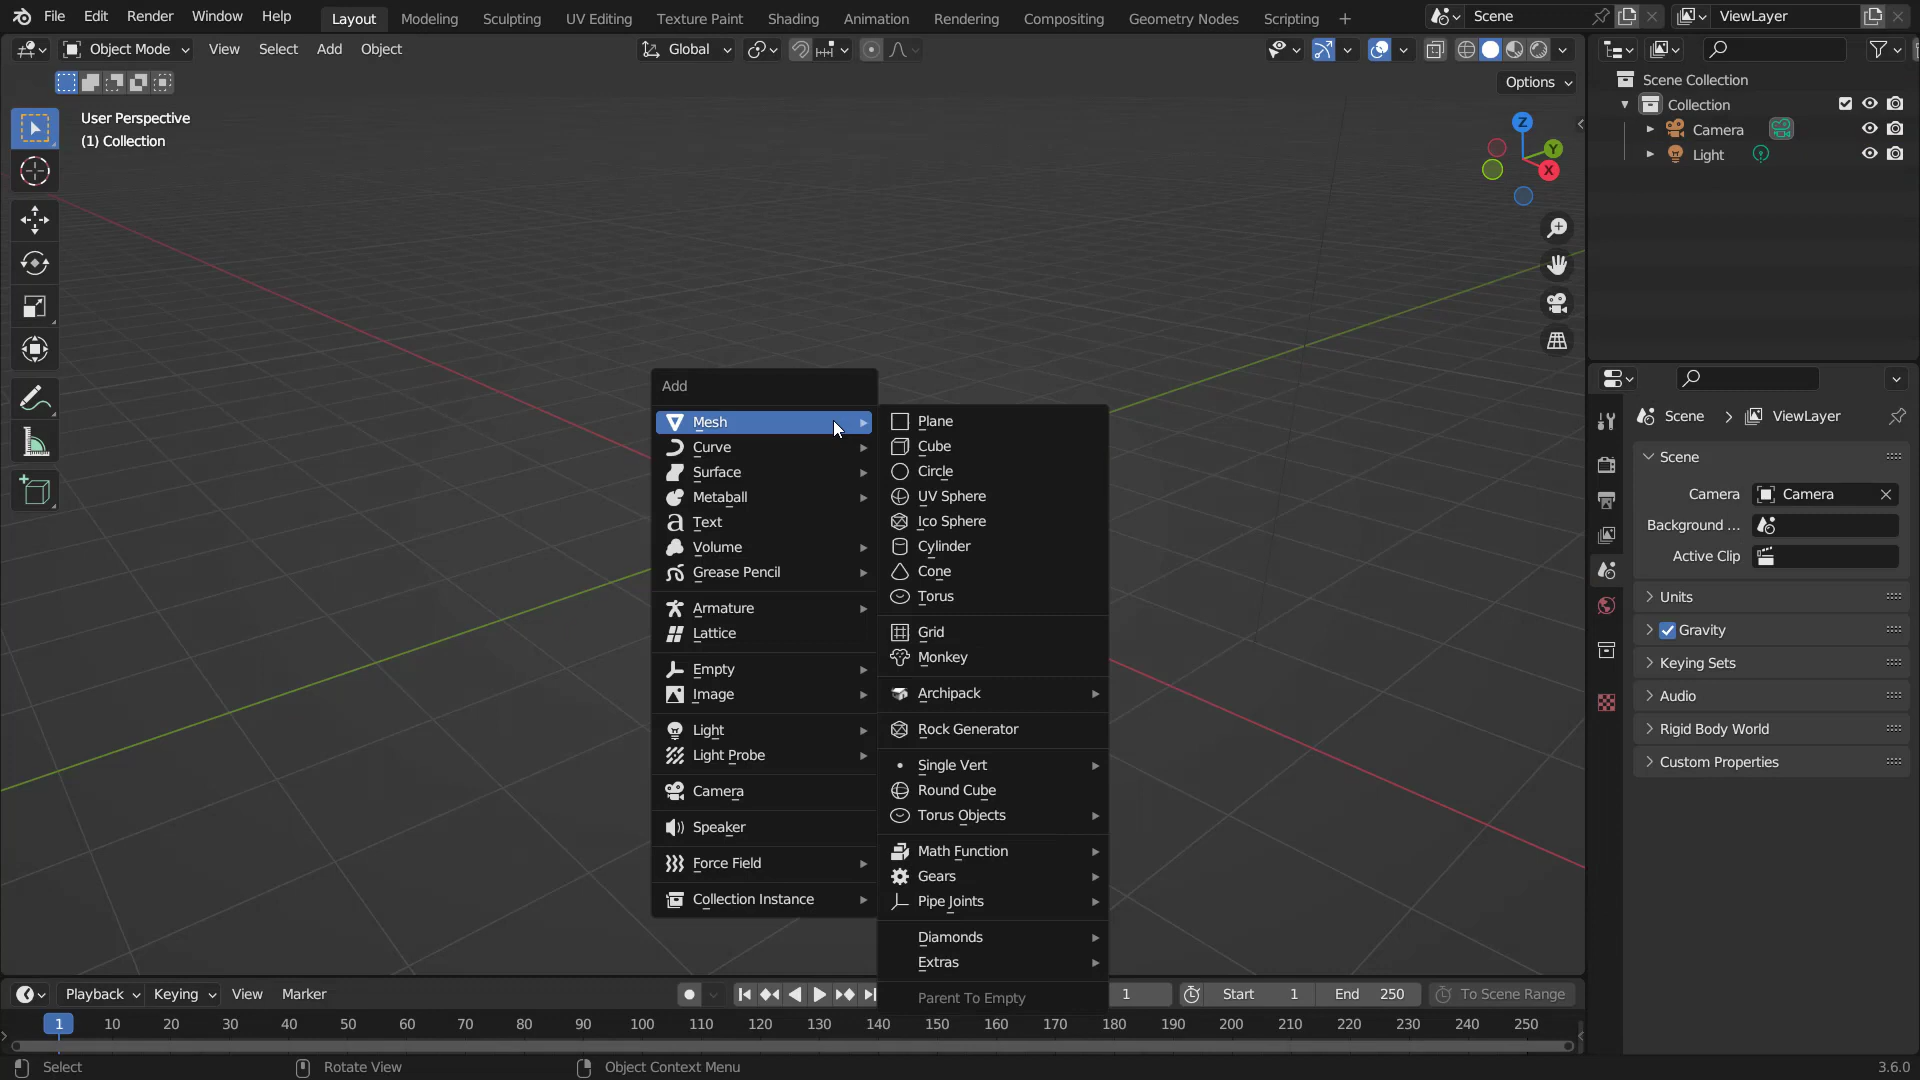 File Edit Render Window Help Layout Modeling Sculpting UV Editing Texture Paint Shading Animation Rendering Compositing Geometry Nodes Scripting + Scene ViewLayer
Object Mode View Select Add Object Global
Options
User Perspective
(1) Collection
Z
Y
X
Scene Collection
Collection
Camera
Light
Add
Mesh
Curve
Surface
Metaball
Text
Volume
Grease Pencil
Armature
Lattice
Empty
Image
Light
Light Probe
Camera
Speaker
Force Field
Collection Instance
Plane
Cube
Circle
UV Sphere
Ico Sphere
Cylinder
Cone
Torus
Grid
Monkey
Archipack
Rock Generator
Single Vert
Round Cube
Torus Objects
Math Function
Gears
Pipe Joints
Diamonds
Extras
Parent To Empty
Scene > ViewLayer
Scene
Camera Camera
Background ...
Active Clip
Units
Gravity
Keying Sets
Audio
Rigid Body World
Custom Properties
Playback Keying View Marker 1 Start 1 End 250 To Scene Range
1 10 20 30 40 50 60 70 80 90 100 110 120 130 140 150 160 170 180 190 200 210 220 230 240 250
Select Rotate View Object Context Menu 3.6.0